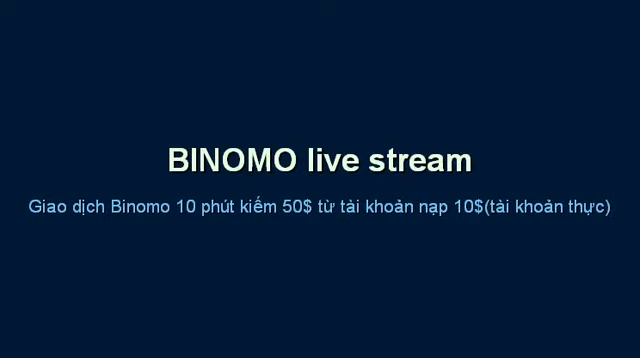 BINOMO live stream
Giao dịch Binomo 10 phút kiếm 50$ từ tài khoản nạp 10$(tài khoản thực)